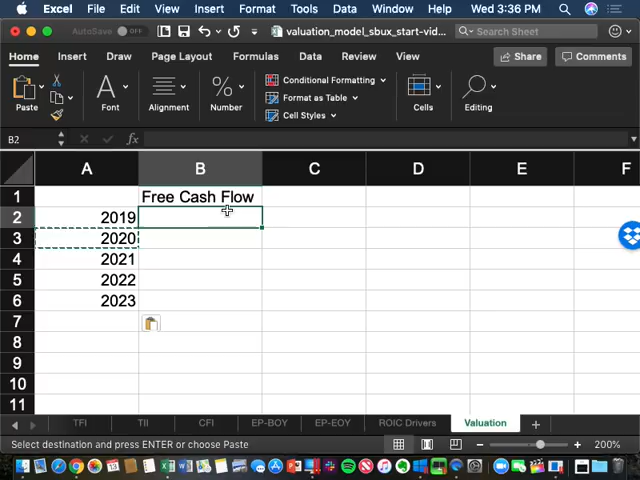 Excel File Edit View Insert Format Tools Data Window Help Wed 3:36 PM
AutoSave OFF valuation_model_sbux_start-vid... Search Sheet
Home Insert Page Layout Formulas Data Review View Share Comments
Paste Font Alignment Number Conditional Formatting Format as Table Cell Styles Cells Editing
B2 fx
A B C D E F
1 Free Cash Flow
2 2019
3 2020
4 2021
5 2022
6 2023
7
8
9
10
11
TFI TII CFI EP-BOY EP-EOY ROIC Drivers Valuation +
Select destination and press ENTER or choose Paste 200%